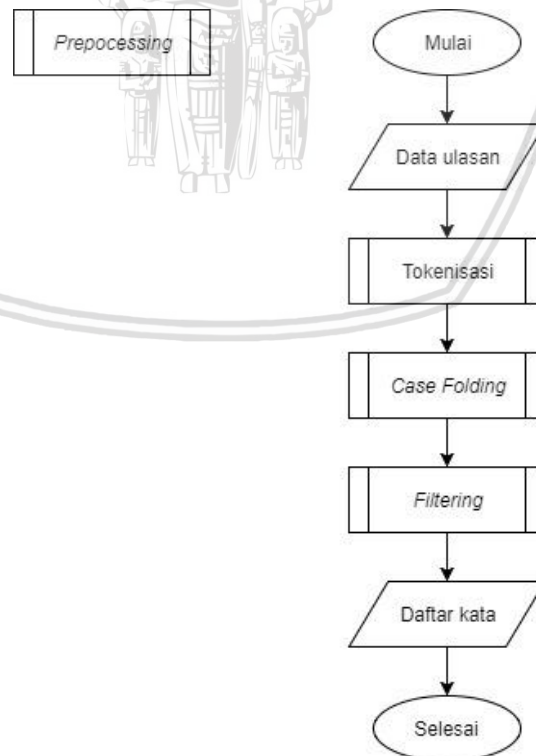 Prepocessing
Mulai
Data ulasan
Tokenisasi
Case Folding
Filtering
Daftar kata
Selesai